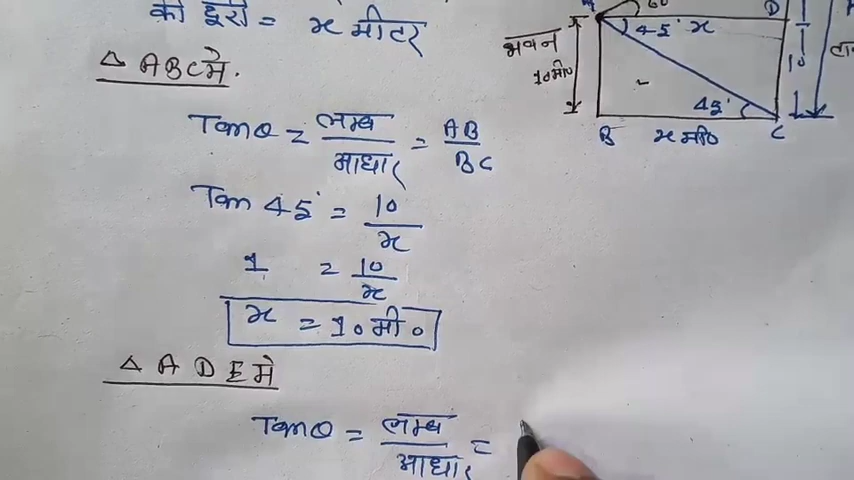 की दूरी = x मीटर
△ ABC में.
Tanθ = लम्ब/आधार = AB/BC
Tan 45° = 10/x
1 = 10/x
x = 10 मी०
△ ADE में
Tanθ = लम्ब/आधार =
60°
D
45° x
भवन
10 मी०
10
45°
B
x मी०
C